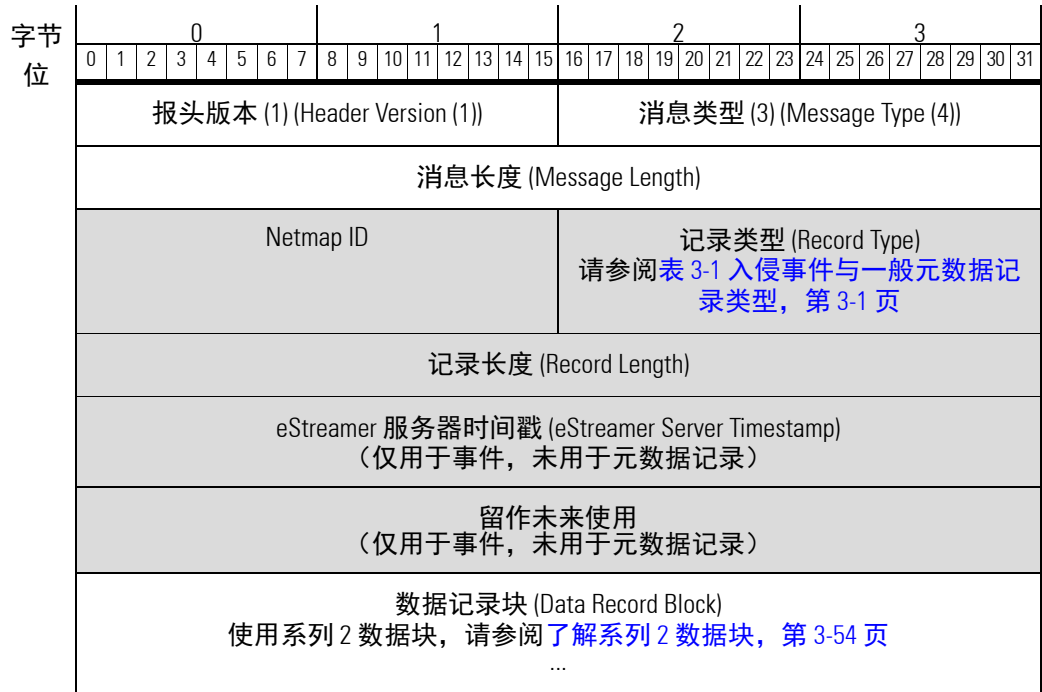 字节 0 1 2 3
位 0 1 2 3 4 5 6 7 8 9 10 11 12 13 14 15 16 17 18 19 20 21 22 23 24 25 26 27 28 29 30 31
报头版本 (1) (Header Version (1)) 消息类型 (3) (Message Type (4))
消息长度 (Message Length)
Netmap ID
记录类型 (Record Type)
请参阅表 3-1 入侵事件与一般元数据记
录类型，第 3-1 页
记录长度 (Record Length)
eStreamer 服务器时间戳 (eStreamer Server Timestamp)
（仅用于事件，未用于元数据记录）
留作未来使用
（仅用于事件，未用于元数据记录）
数据记录块 (Data Record Block)
使用系列 2 数据块，请参阅了解系列 2 数据块，第 3-54 页
...